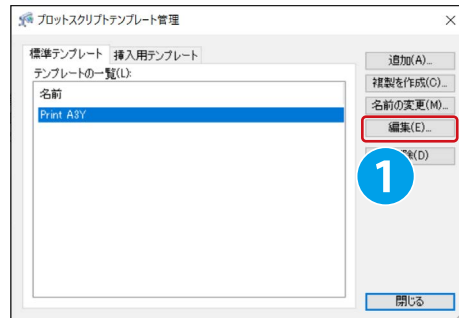 プロットスクリプトテンプレート管理
標準テンプレート 挿入用テンプレート
テンプレートの一覧(L):
名前
Print A3Y
追加(A)...
複製を作成(C)...
名前の変更(M)...
編集(E)...
(D)
1
閉じる